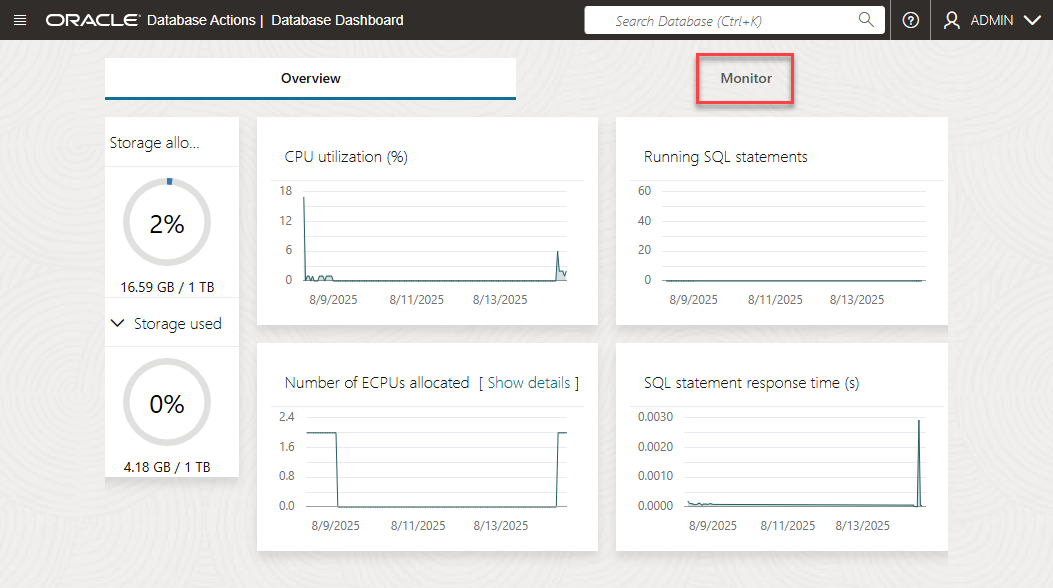 ORACLE Database Actions | Database Dashboard
Search Database (Ctrl+K)
ADMIN
Overview
Monitor
Storage allo...
2%
16.59 GB / 1 TB
Storage used
0%
4.18 GB / 1 TB
CPU utilization (%)
18
12
6
0
8/9/2025 8/11/2025 8/13/2025
Running SQL statements
60
40
20
0
8/9/2025 8/11/2025 8/13/2025
Number of ECPUs allocated [ Show details ]
2.4
1.6
0.8
0.0
8/9/2025 8/11/2025 8/13/2025
SQL statement response time (s)
0.0030
0.0020
0.0010
0.0000
8/9/2025 8/11/2025 8/13/2025